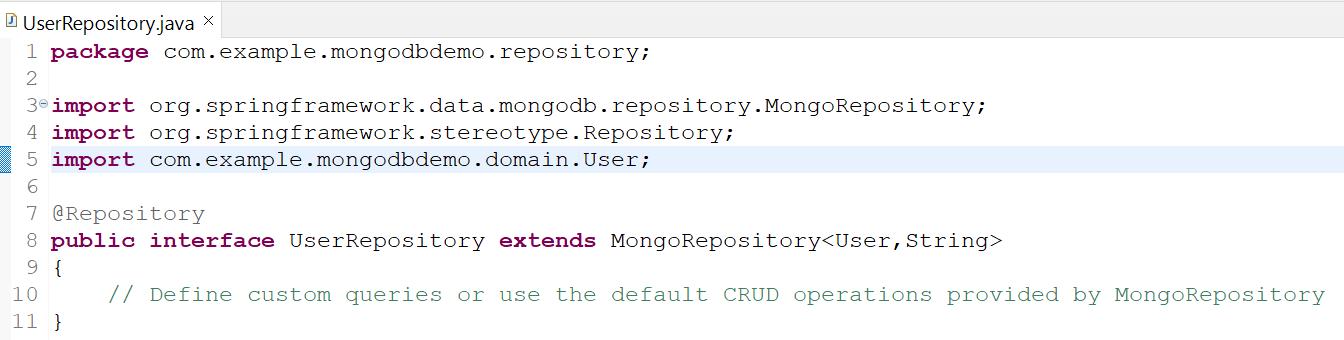 UserRepository.java
1 package com.example.mongodbdemo.repository;
2
3 import org.springframework.data.mongodb.repository.MongoRepository;
4 import org.springframework.stereotype.Repository;
5 import com.example.mongodbdemo.domain.User;
6
7 @Repository
8 public interface UserRepository extends MongoRepository<User,String>
9 {
10     // Define custom queries or use the default CRUD operations provided by MongoRepository
11 }